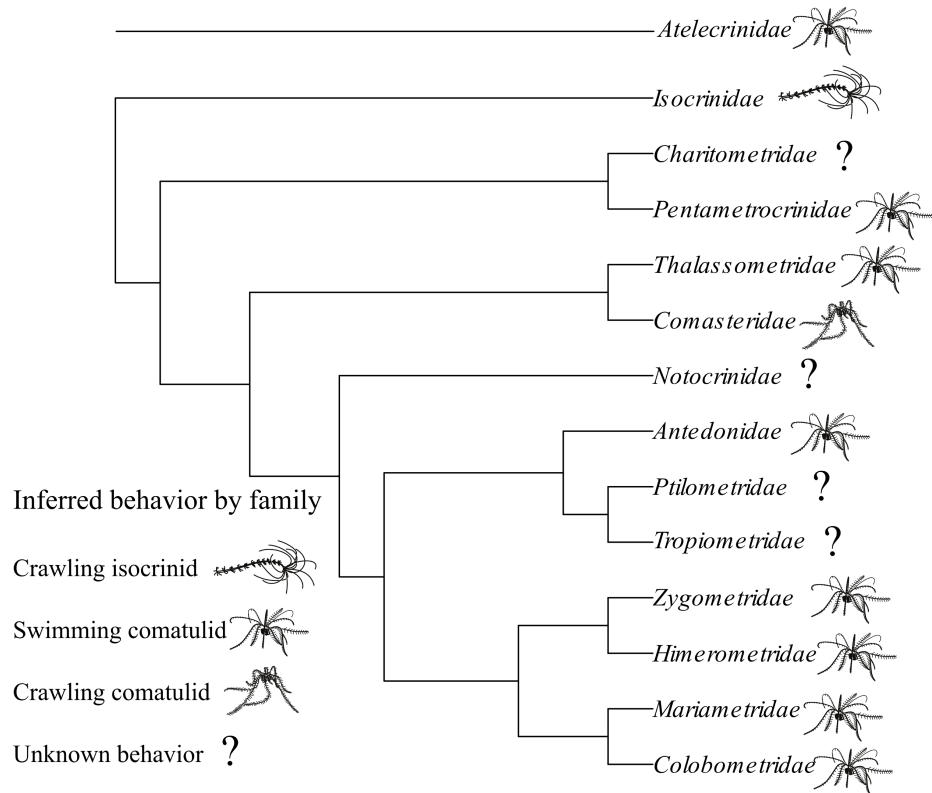 Atelecrinidae
Isocrinidae
Charitometridae ?
Pentametrocrinidae
Thalassometridae
Comasteridae
Notocrinidae ?
Antedonidae
Ptilometridae ?
Tropiometridae ?
Zygometridae
Himerometridae
Mariametridae
Colobometridae
Inferred behavior by family
Crawling isocrinid
Swimming comatulid
Crawling comatulid
Unknown behavior ?